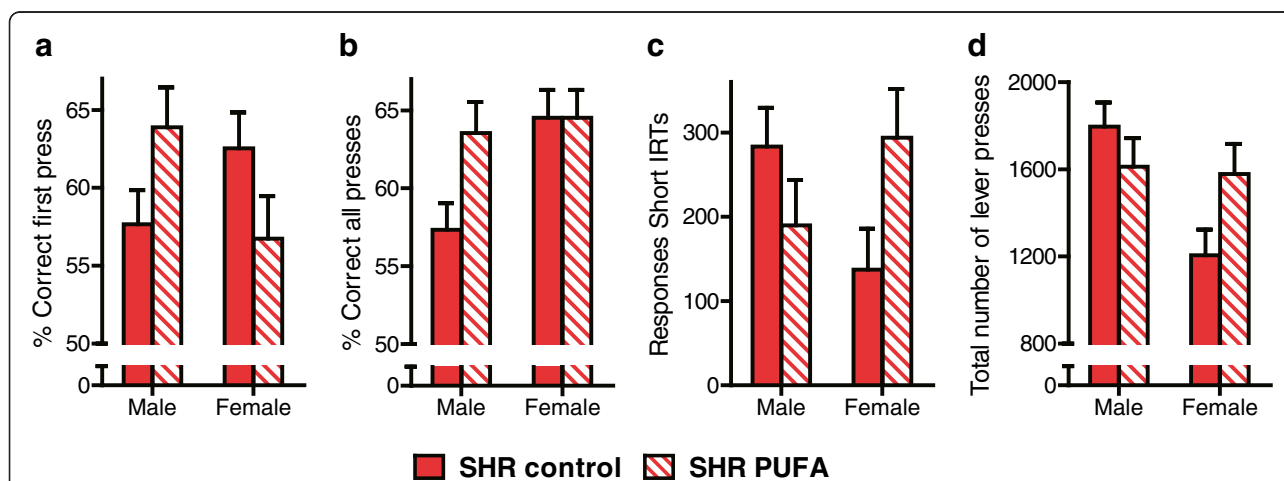 a
% Correct first press
65
60
55
50
0
Male Female
b
% Correct all presses
65
60
55
50
0
Male Female
c
Responses Short IRTs
300
200
100
0
Male Female
d
Total number of lever presses
2000
1600
1200
800
0
Male Female
SHR control SHR PUFA